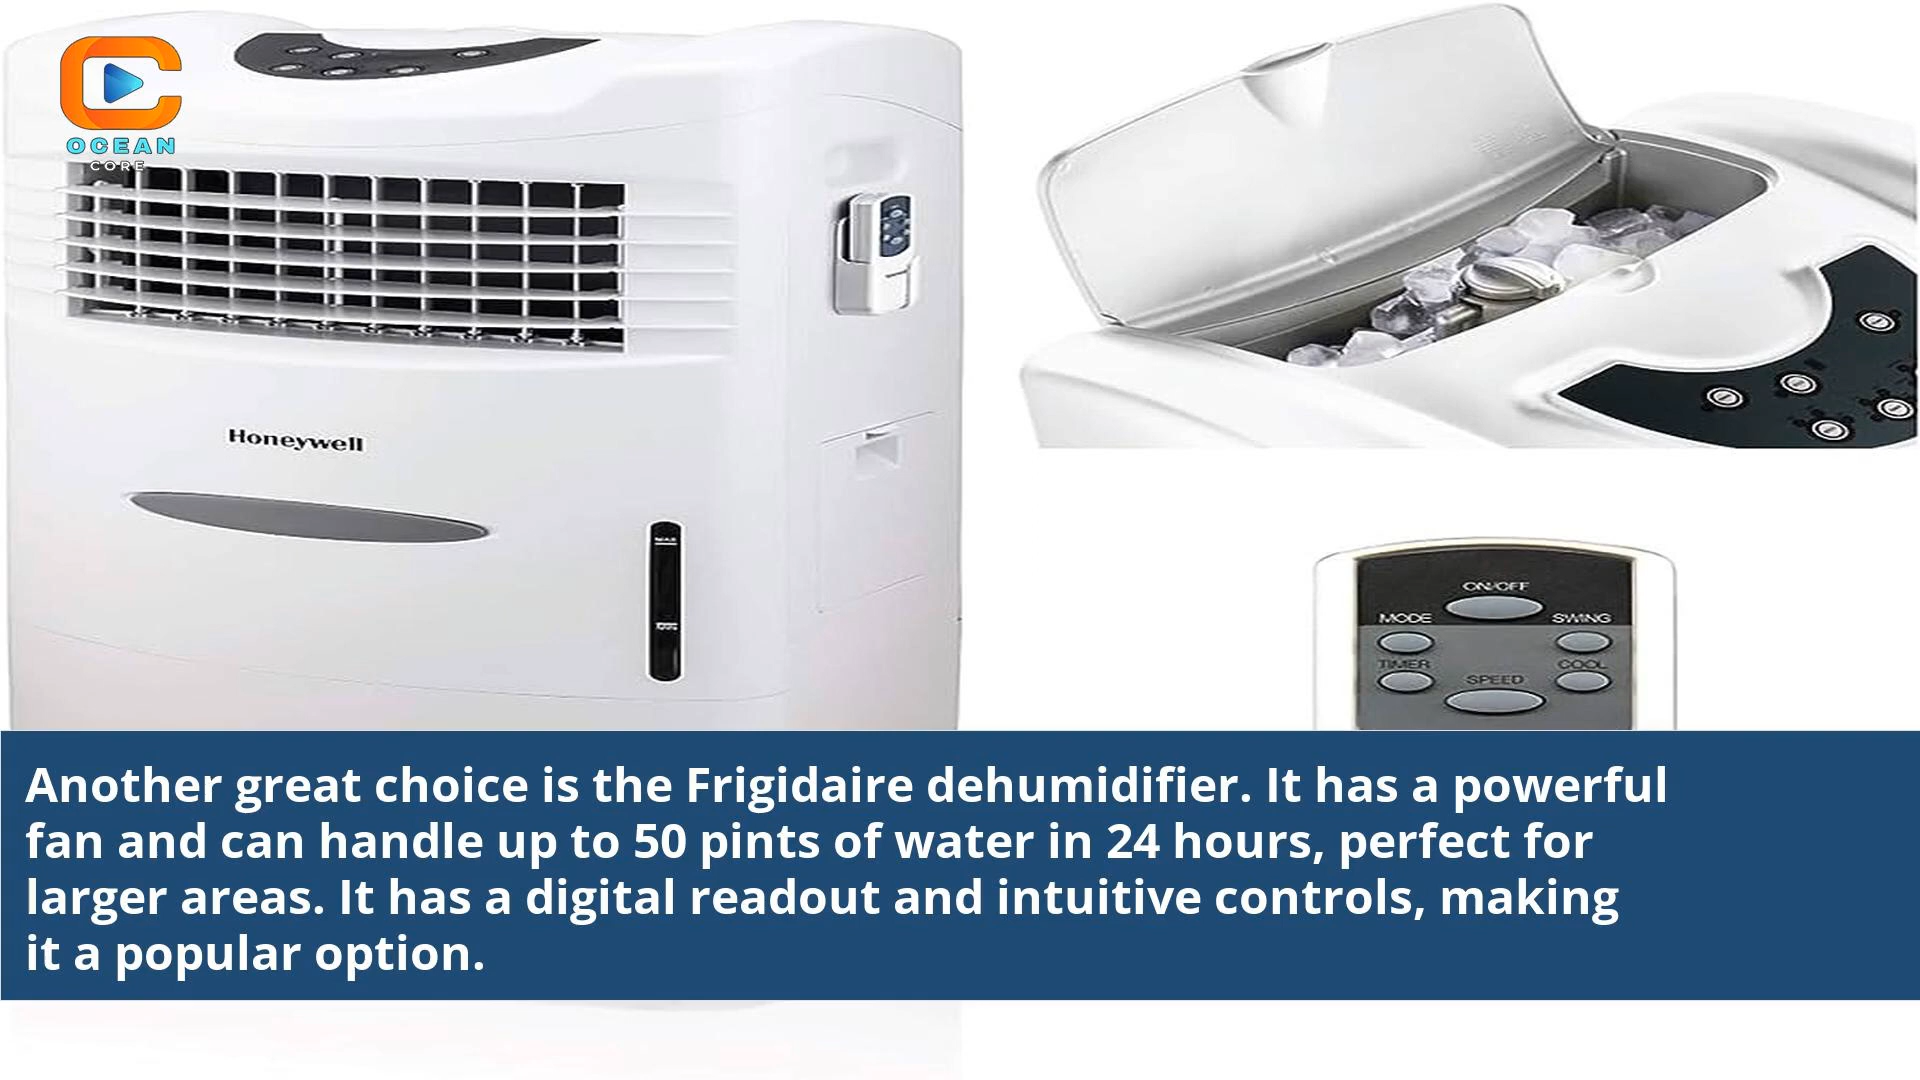 OCEAN
CORE
Honeywell
MAX
ON/OFF
MODE
SWING
TIMER
COOL
SPEED
Another great choice is the Frigidaire dehumidifier. It has a powerful
fan and can handle up to 50 pints of water in 24 hours, perfect for
larger areas. It has a digital readout and intuitive controls, making
it a popular option.